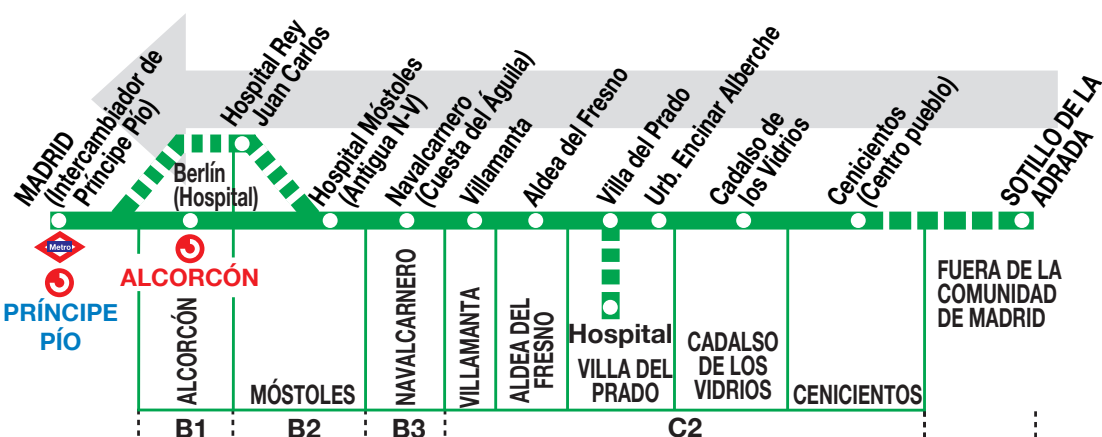 MADRID
(Intercambiador de
Príncipe Pío)
Hospital Rey
Juan Carlos
Berlín
(Hospital)
Hospital Móstoles
(Antigua N-V)
Navalcarnero
(Cuesta del Águila)
Villamanta
Aldea del Fresno
Villa del Prado
Urb. Encinar Alberche
Cadalso de
los Vidrios
Cenicientos
(Centro pueblo)
SOTILLO DE LA
ADRADA
Metro
PRÍNCIPE
PÍO
ALCORCÓN
ALCORCÓN
MÓSTOLES
NAVALCARNERO
VILLAMANTA
ALDEA DEL
FRESNO
Hospital
VILLA DEL
PRADO
CADALSO
DE LOS
VIDRIOS
CENICIENTOS
FUERA DE LA
COMUNIDAD
DE MADRID
B1
B2
B3
C2